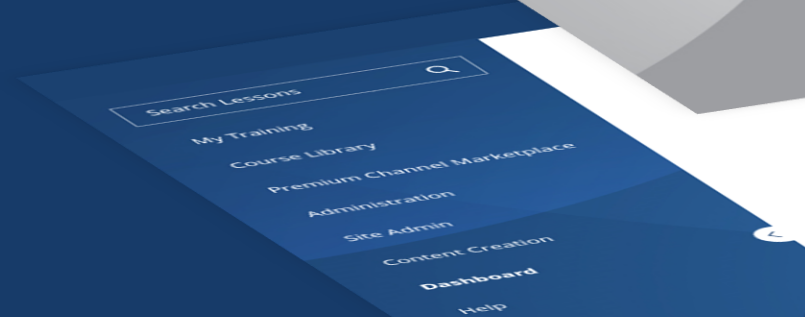 Search Lessons
My Training
Course Library
Premium Channel Marketplace
Administration
Site Admin
Content Creation
Dashboard
Help